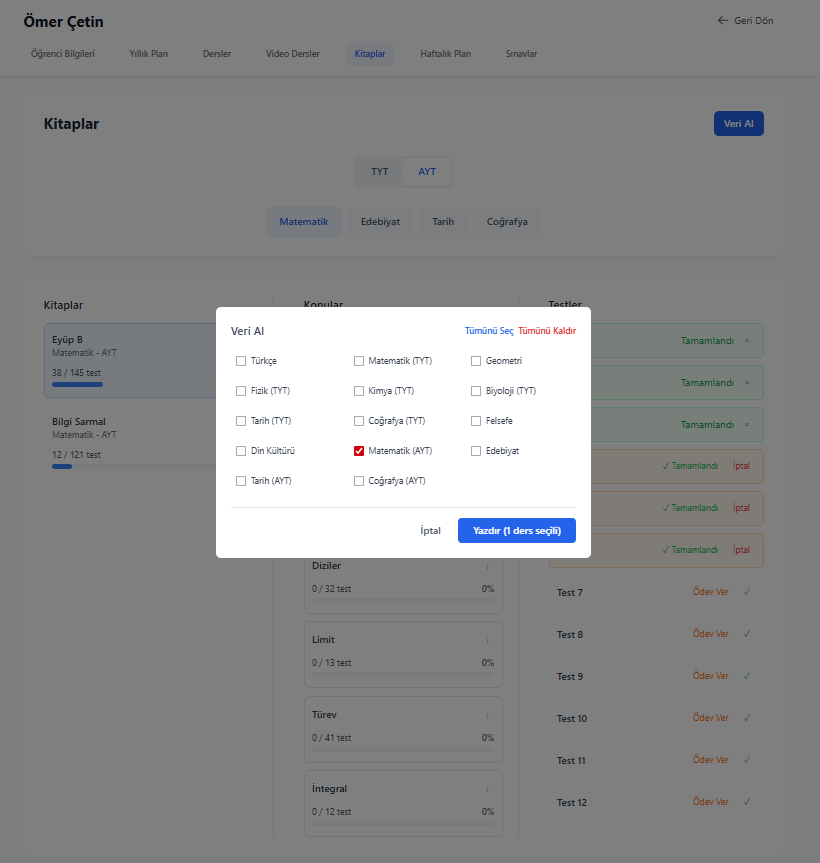 Ömer Çetin
Geri Dön
Öğrenci Bilgileri Yıllık Plan Dersler Video Dersler Kitaplar Haftalık Plan Sınavlar
Kitaplar
Veri Al
TYT AYT
Matematik Edebiyat Tarih Coğrafya
Kitaplar
Konular
Testler
Eyüp B
Matematik - AYT
38 / 145 test
Bilgi Sarmal
Matematik - AYT
12 / 121 test
Veri Al
Tümünü Seç Tümünü Kaldır
Türkçe Matematik (TYT) Geometri
Fizik (TYT) Kimya (TYT) Biyoloji (TYT)
Tarih (TYT) Coğrafya (TYT) Felsefe
Din Kültürü Matematik (AYT) Edebiyat
Tarih (AYT) Coğrafya (AYT)
İptal Yazdır (1 ders seçili)
Diziler
0 / 32 test 0%
Limit
0 / 13 test 0%
Türev
0 / 41 test 0%
İntegral
0 / 12 test 0%
Tamamlandı ×
Tamamlandı ×
Tamamlandı ×
✓ Tamamlandı İptal
✓ Tamamlandı İptal
✓ Tamamlandı İptal
Test 7 Ödev Ver ✓
Test 8 Ödev Ver ✓
Test 9 Ödev Ver ✓
Test 10 Ödev Ver ✓
Test 11 Ödev Ver ✓
Test 12 Ödev Ver ✓